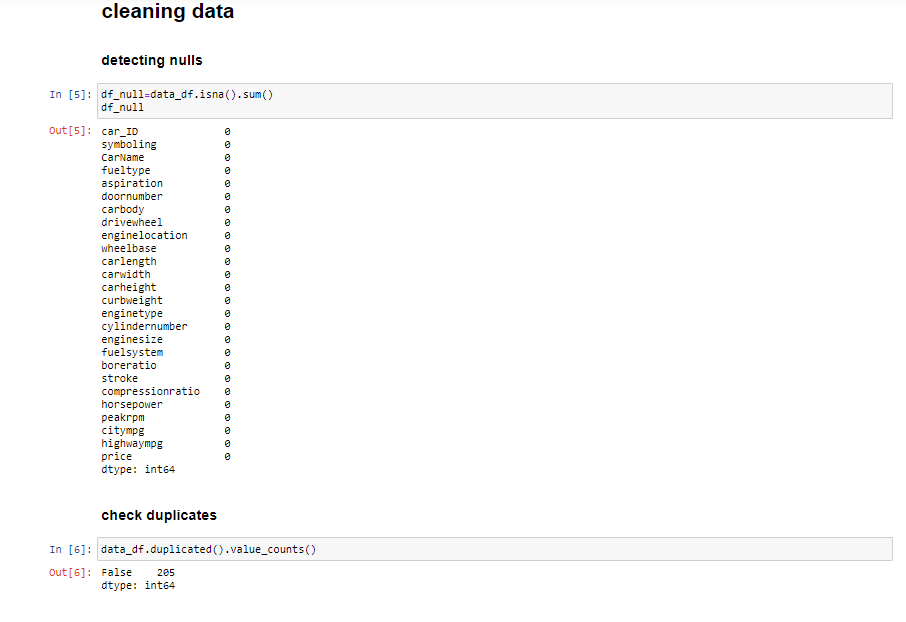 cleaning data
detecting nulls
In [5]: df_null=data_df.isna().sum()
df_null
Out[5]: car_ID 0
symboling 0
CarName 0
fueltype 0
aspiration 0
doornumber 0
carbody 0
drivewheel 0
enginelocation 0
wheelbase 0
carlength 0
carwidth 0
carheight 0
curbweight 0
enginetype 0
cylindernumber 0
enginesize 0
fuelsystem 0
boreratio 0
stroke 0
compressionratio 0
horsepower 0
peakrpm 0
citympg 0
highwaympg 0
price 0
dtype: int64
check duplicates
In [6]: data_df.duplicated().value_counts()
Out[6]: False 205
dtype: int64